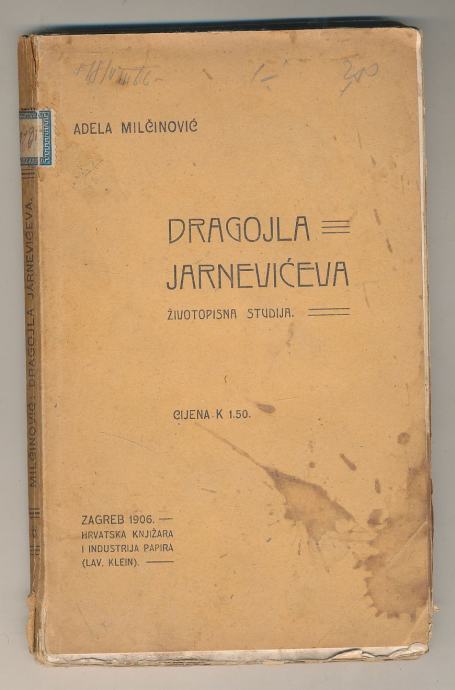 ADELA MILČINOVIĆ
DRAGOJLA
JARNEVIĆEVA
ŽIVOTOPISNA STUDIJA.
CIJENA K 1.50.
ZAGREB 1906. —
HRVATSKA KNJIŽARA
I INDUSTRIJA PAPIRA
(LAV. KLEIN). —
MILČINOVIĆ: DRAGOJLA JARNEVIĆEVA.